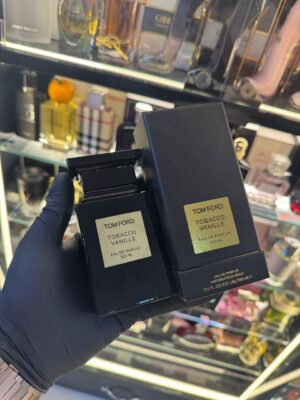 TOM FORD
TOBACCO
VANILLE
EAU DE PARFUM
100 ML
TOM FORD
TOBACCO
VANILLE
EAU DE PARFUM
100 ML
EAU DE PARFUM